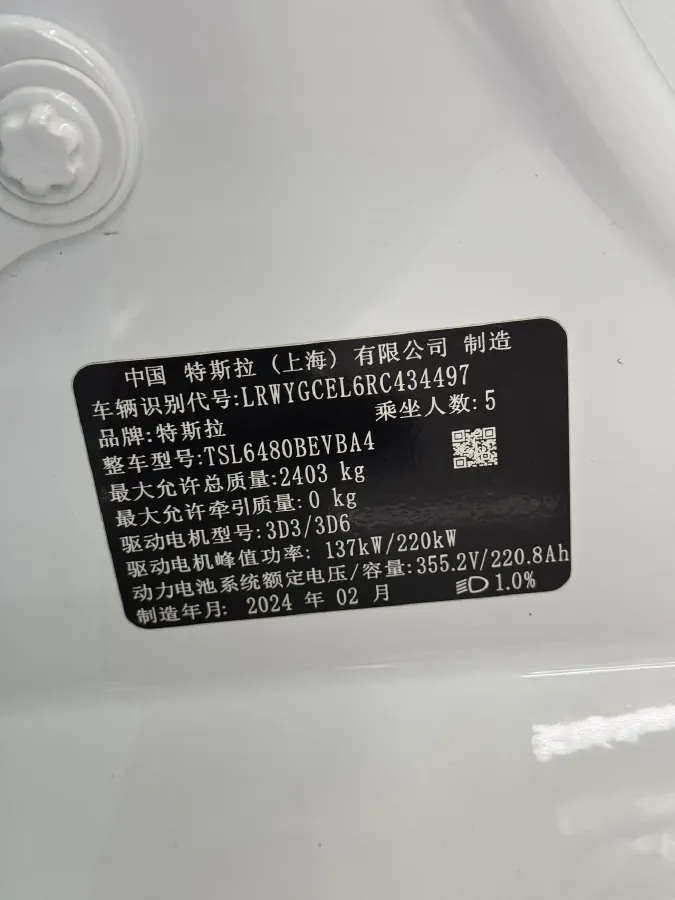 中国 特斯拉（上海）有限公司 制造
车辆识别代号:LRWYGCEL6RC434497
品牌:特斯拉 乘坐人数:5
整车型号:TSL6480BEVBA4
最大允许总质量:2403 kg
最大允许牵引质量:0 kg
驱动电机型号:3D3/3D6
驱动电机峰值功率: 137kW/220kW
动力电池系统额定电压/容量:355.2V/220.8Ah
制造年月: 2024 年 02 月 1.0%